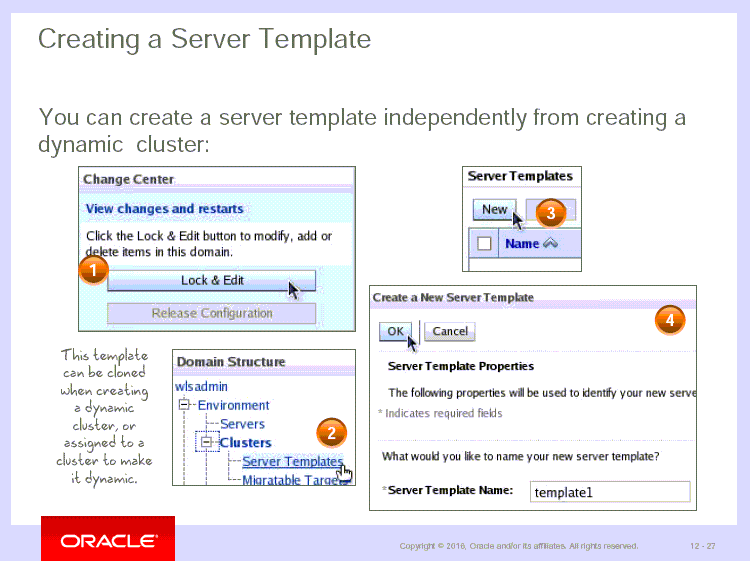 Creating a Server Template
You can create a server template independently from creating a
dynamic cluster:
Change Center
View changes and restarts
Click the Lock & Edit button to modify, add or
delete items in this domain.
1
Lock & Edit
Release Configuration
This template
can be cloned
when creating
a dynamic
cluster, or
assigned to a
cluster to make
it dynamic.
Domain Structure
wlsadmin
Environment
Servers
Clusters
Server Templates
Migratable Targets
2
Server Templates
New
3
Name
Create a New Server Template
4
OK
Cancel
Server Template Properties
The following properties will be used to identify your new serve
* Indicates required fields
What would you like to name your new server template?
*Server Template Name:
template1
ORACLE
Copyright © 2016, Oracle and/or its affiliates. All rights reserved.
12 - 27